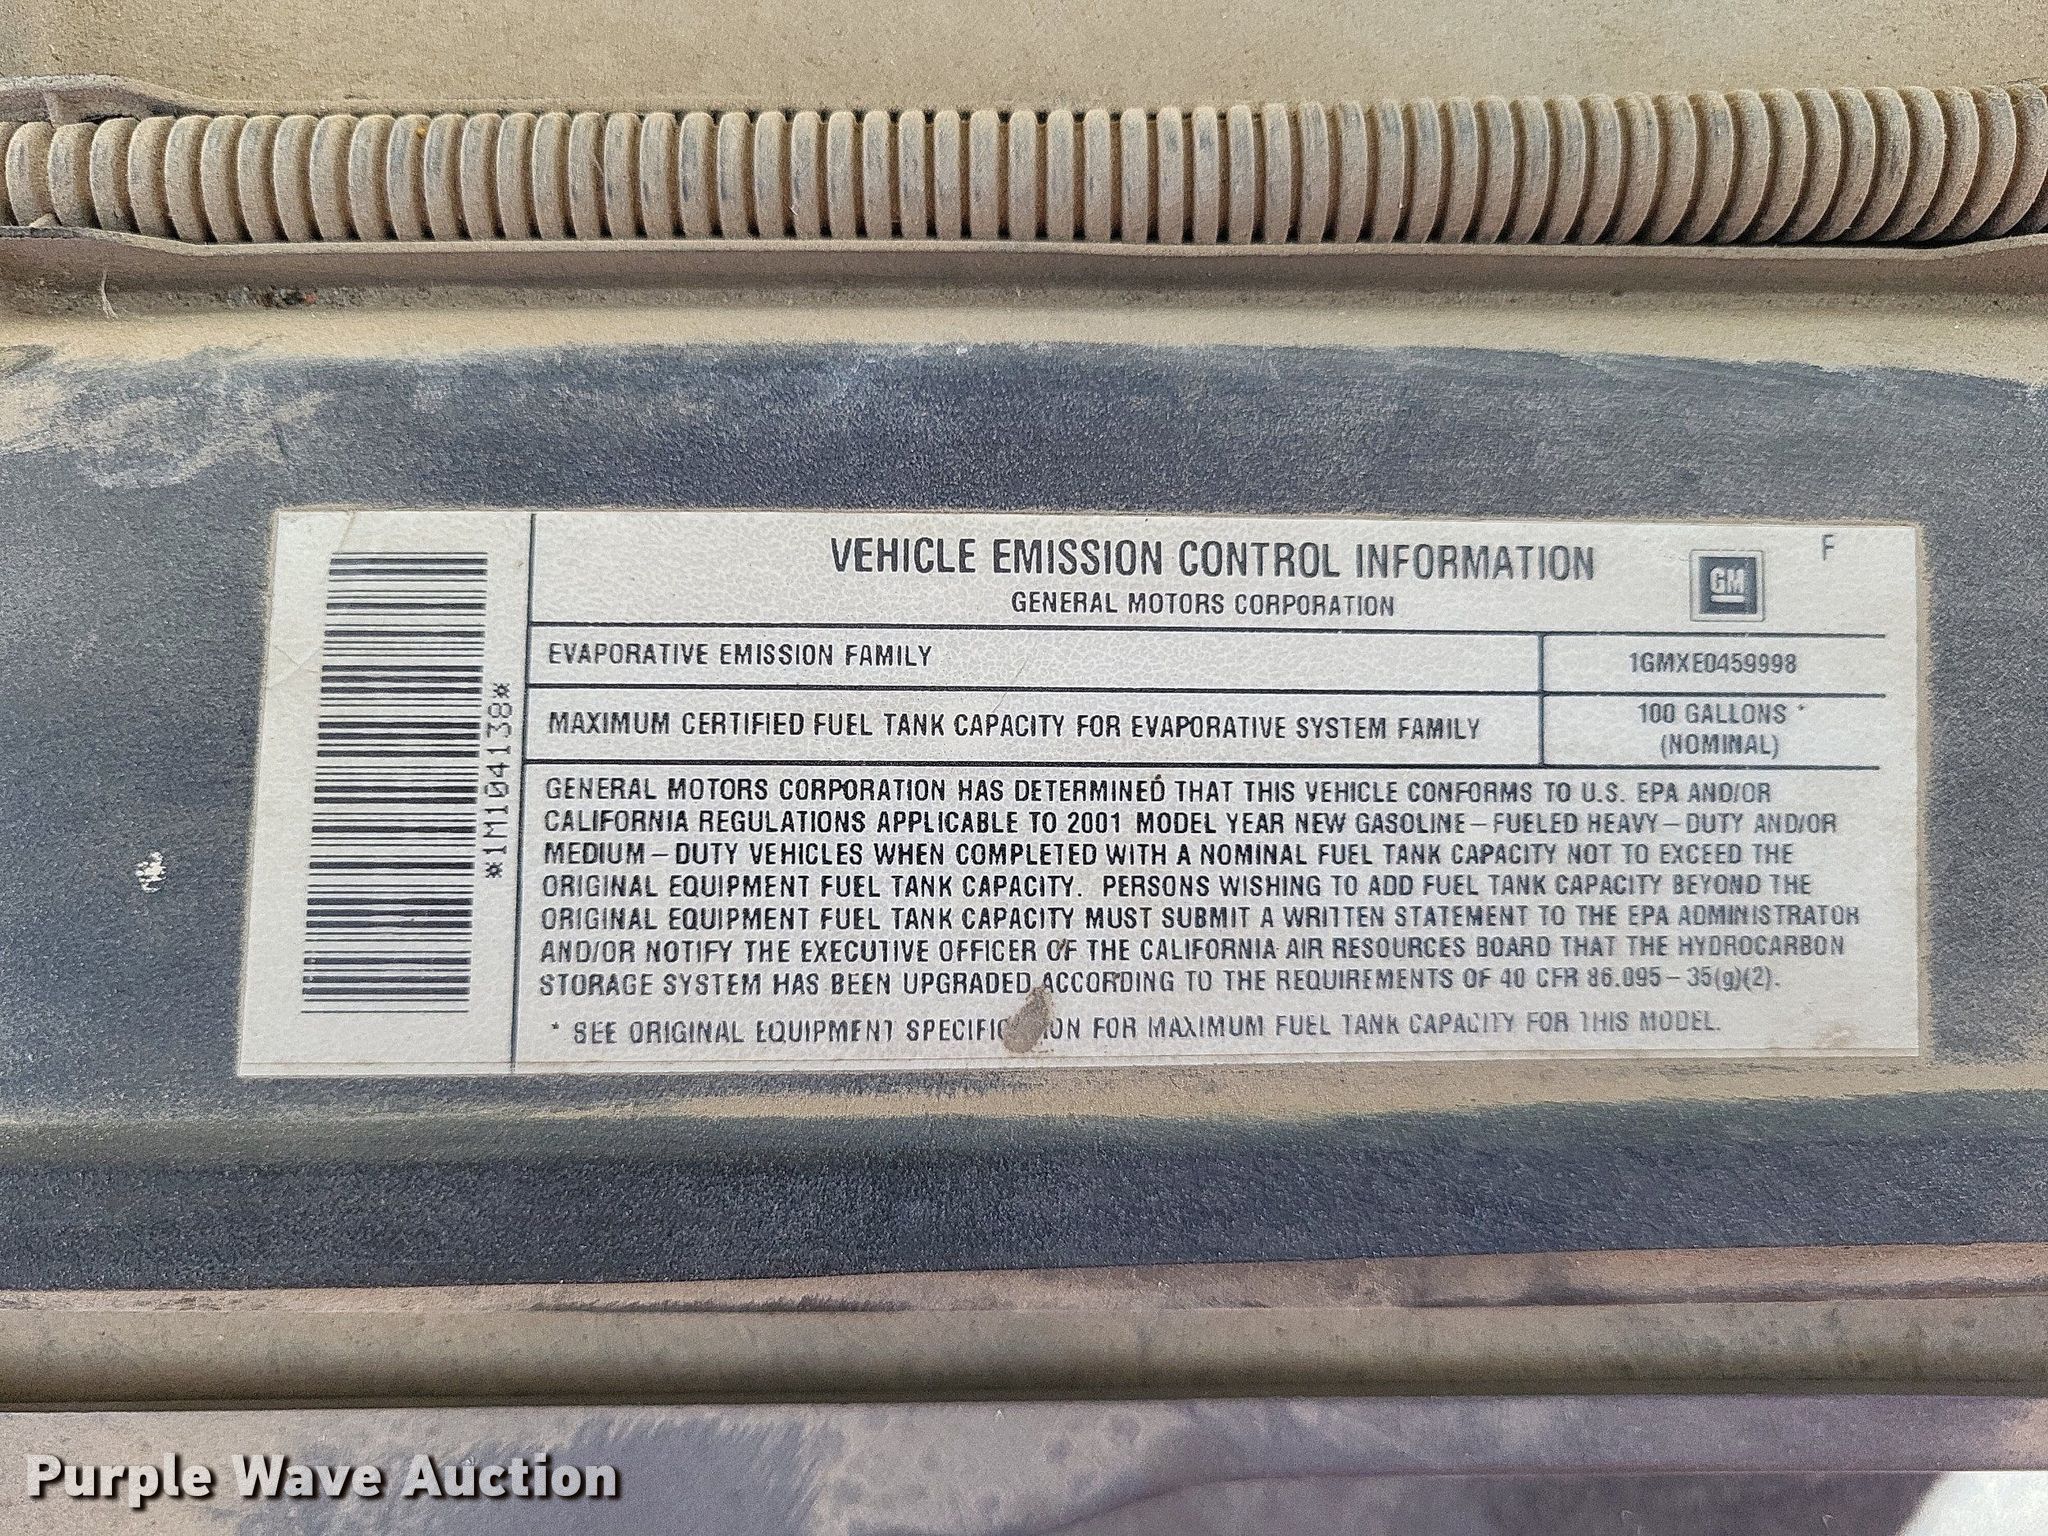 VEHICLE EMISSION CONTROL INFORMATION
GENERAL MOTORS CORPORATION
GM
F
*1M104138*
EVAPORATIVE EMISSION FAMILY
1GMXE0459998
MAXIMUM CERTIFIED FUEL TANK CAPACITY FOR EVAPORATIVE SYSTEM FAMILY
100 GALLONS *
(NOMINAL)
GENERAL MOTORS CORPORATION HAS DETERMINED THAT THIS VEHICLE CONFORMS TO U.S. EPA AND/OR
CALIFORNIA REGULATIONS APPLICABLE TO 2001 MODEL YEAR NEW GASOLINE-FUELED HEAVY-DUTY AND/OR
MEDIUM-DUTY VEHICLES WHEN COMPLETED WITH A NOMINAL FUEL TANK CAPACITY NOT TO EXCEED THE
ORIGINAL EQUIPMENT FUEL TANK CAPACITY. PERSONS WISHING TO ADD FUEL TANK CAPACITY BEYOND THE
ORIGINAL EQUIPMENT FUEL TANK CAPACITY MUST SUBMIT A WRITTEN STATEMENT TO THE EPA ADMINISTRATOR
AND/OR NOTIFY THE EXECUTIVE OFFICER OF THE CALIFORNIA AIR RESOURCES BOARD THAT THE HYDROCARBON
STORAGE SYSTEM HAS BEEN UPGRADED ACCORDING TO THE REQUIREMENTS OF 40 CFR 86.095-35(g)(2).
* SEE ORIGINAL EQUIPMENT FOR MAXIMUM FUEL TANK CAPACITY FOR THIS MODEL.
Purple Wave Auction